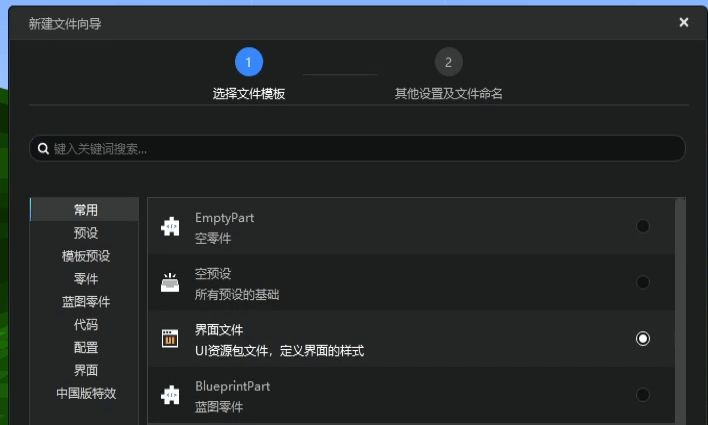 新建文件向导
1
2
选择文件模板
其他设置及文件命名
键入关键词搜索...
常用
预设
模板预设
零件
蓝图零件
代码
配置
界面
中国版特效
EmptyPart
空零件
空预设
所有预设的基础
界面文件
UI资源包文件，定义界面的样式
BlueprintPart
蓝图零件